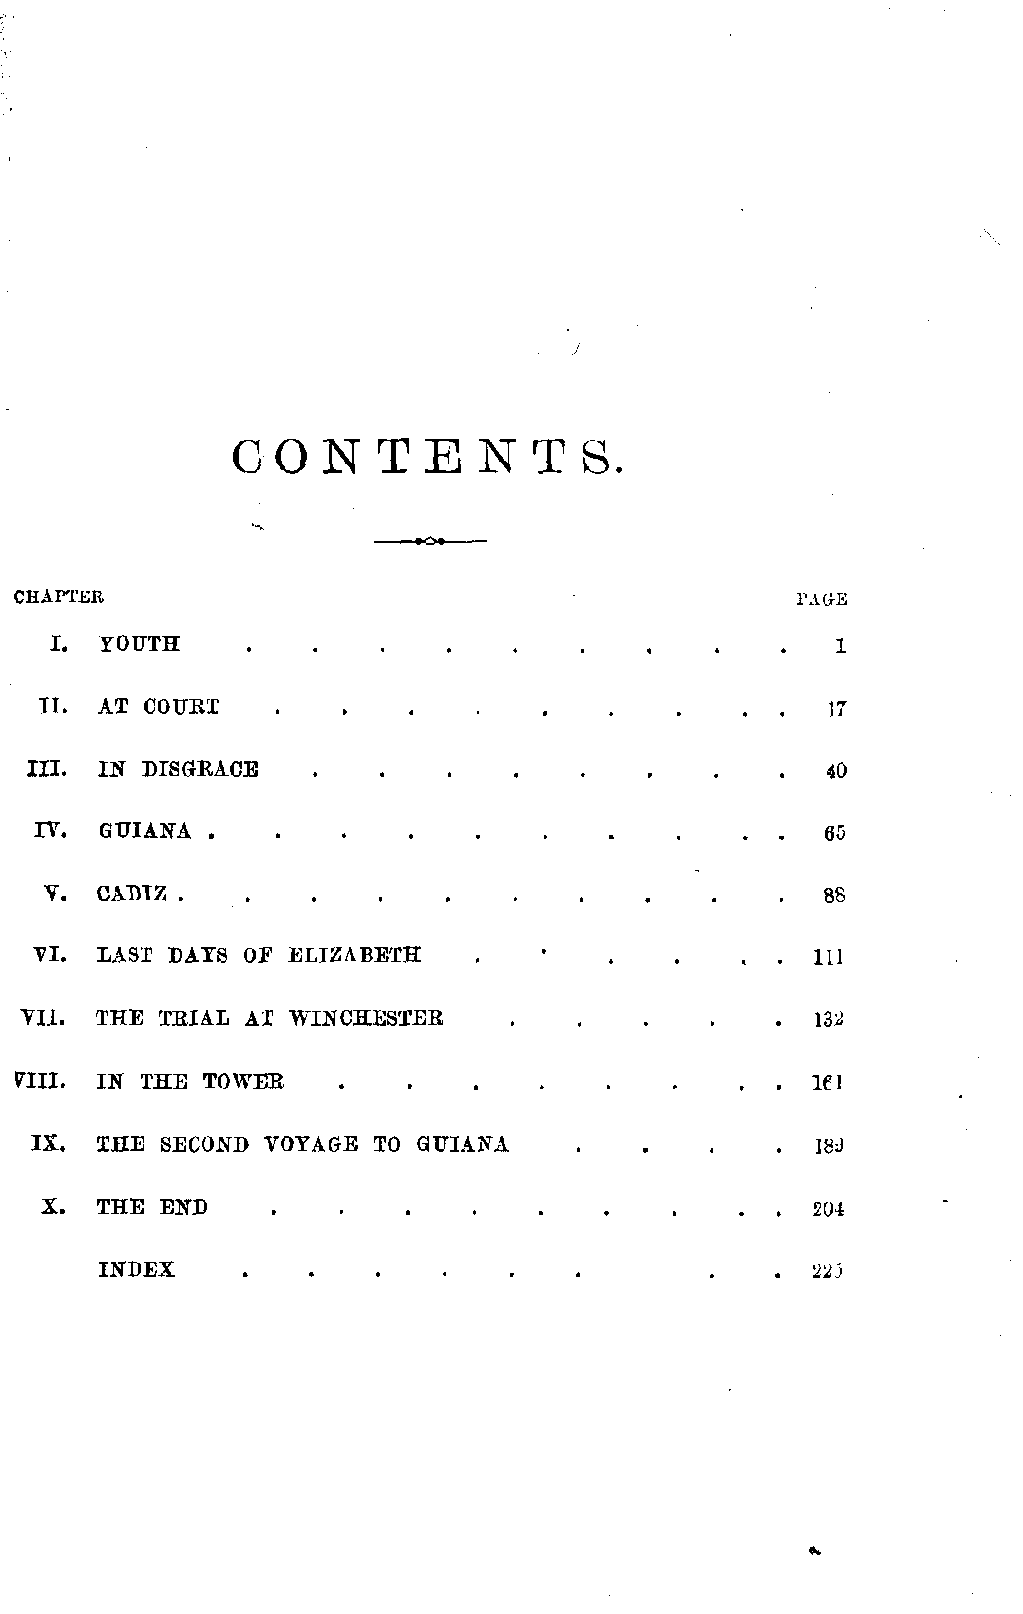 CONTENTS.
CHAPTER PAGE
I. YOUTH . . . . . . . . . 1
II. AT COURT . . . . . . . . . 17
III. IN DISGRACE . . . . . . . . 40
IV. GUIANA . . . . . . . . . . 65
V. CADIZ . . . . . . . . . . 88
VI. LAST DAYS OF ELIZABETH . . . . . . 111
VII. THE TRIAL AT WINCHESTER . . . . . 132
VIII. IN THE TOWER . . . . . . . . 161
IX. THE SECOND VOYAGE TO GUIANA . . . . 189
X. THE END . . . . . . . . . 204
INDEX . . . . . . . . 225